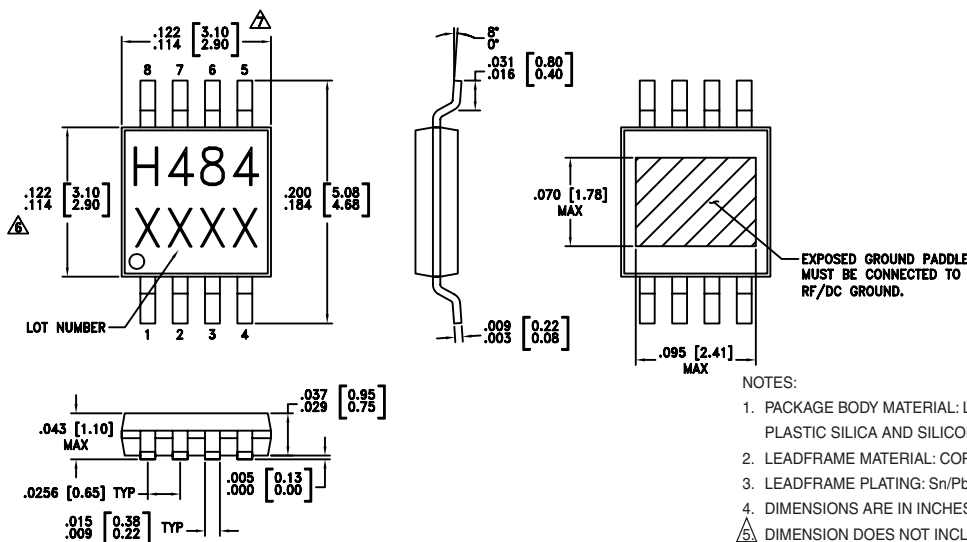 .122 [3.10]
.114 [2.90]
7
8 7 6 5
H484
XXXX
.122 [3.10]
.114 [2.90]
6
.200 [5.08]
.184 [4.68]
LOT NUMBER
1 2 3 4
8°
0°
.031 [0.80]
.016 [0.40]
.009 [0.22]
.003 [0.08]
.070 [1.78]
MAX
EXPOSED GROUND PADDLE
MUST BE CONNECTED TO
RF/DC GROUND.
.095 [2.41]
MAX
.037 [0.95]
.029 [0.75]
.043 [1.10]
MAX
.005 [0.13]
.000 [0.00]
.0256 [0.65] TYP
.015 [0.38]
.009 [0.22] TYP
NOTES:
1. PACKAGE BODY MATERIAL:
PLASTIC SILICA AND
2. LEADFRAME MATERIAL:
3. LEADFRAME PLATING: Sn/Pb
4. DIMENSIONS ARE IN INCHES
5. DIMENSION DOES NOT